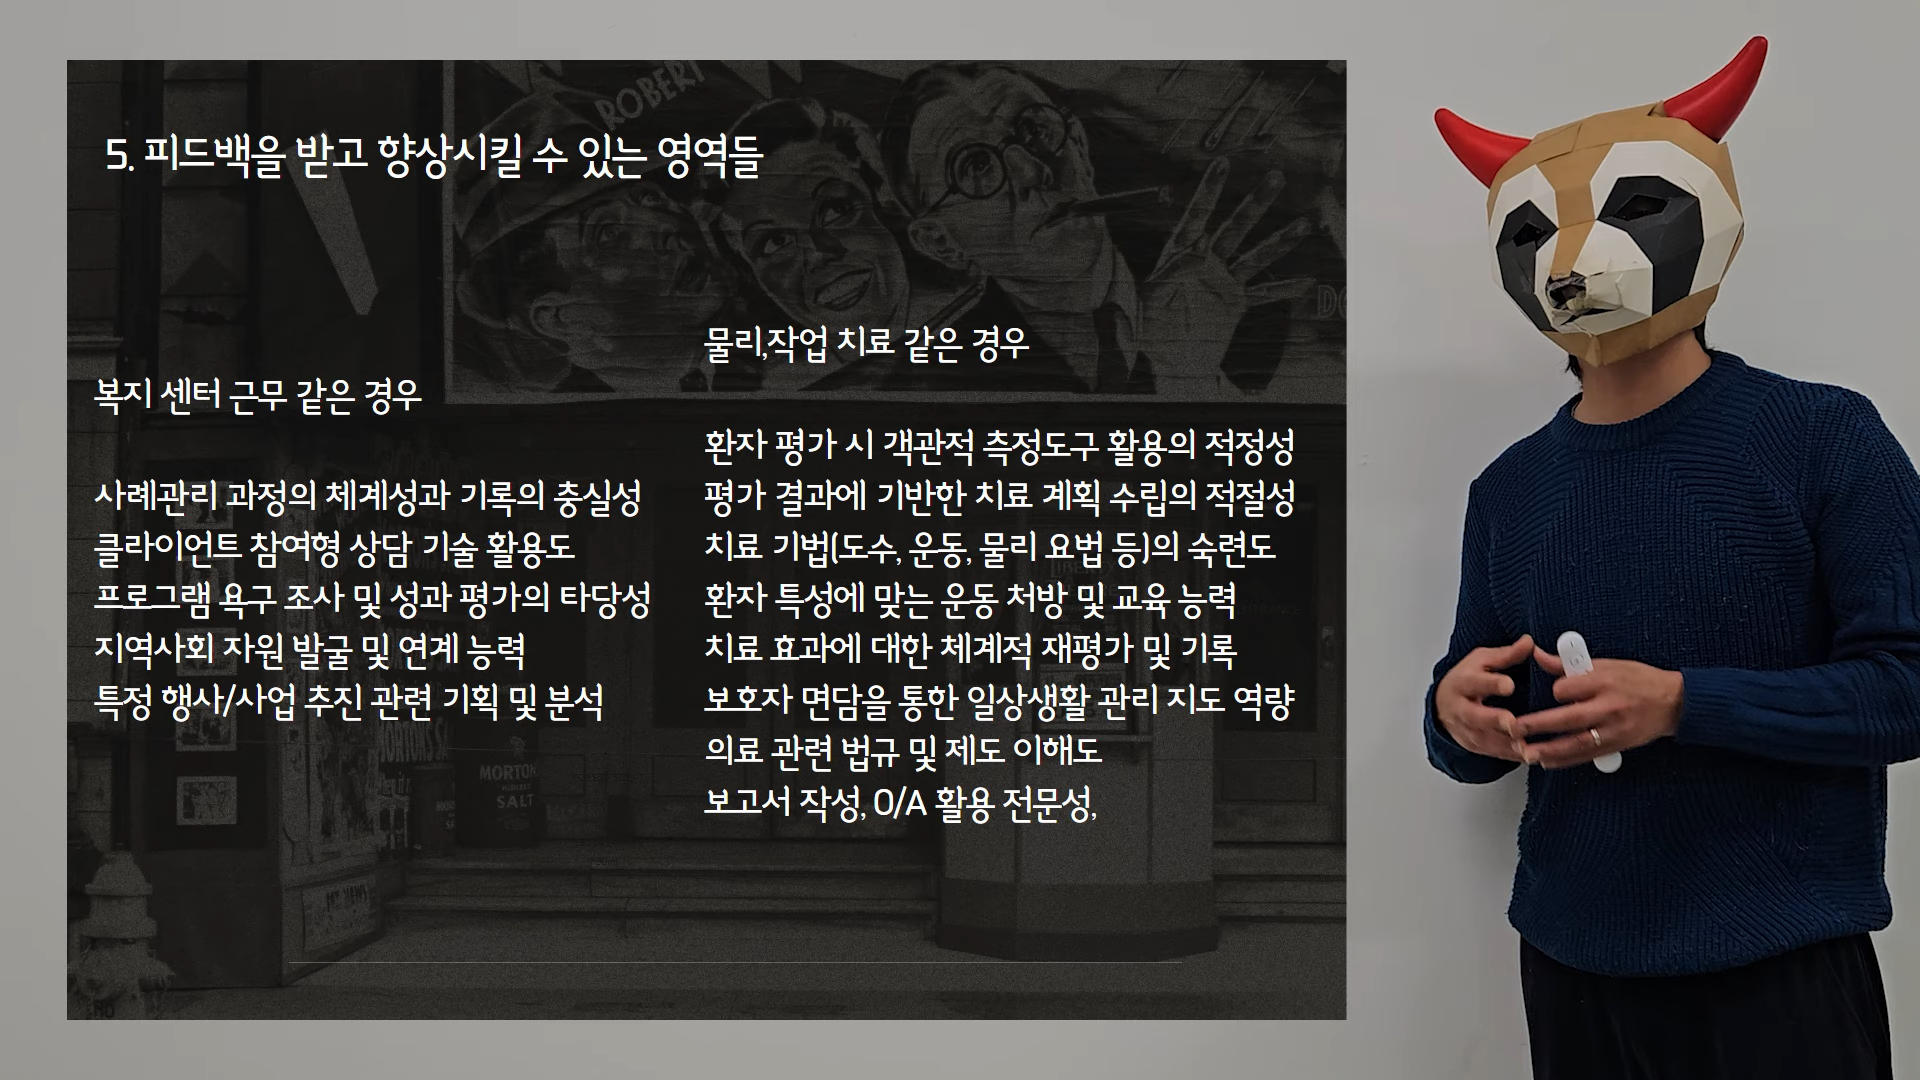 5. 피드백을 받고 향상시킬 수 있는 영역들
복지 센터 근무 같은 경우
사례관리 과정의 체계성과 기록의 충실성
클라이언트 참여형 상담 기술 활용도
프로그램 욕구 조사 및 성과 평가의 타당성
지역사회 자원 발굴 및 연계 능력
특정 행사/사업 추진 관련 기획 및 분석
물리,작업 치료 같은 경우
환자 평가 시 객관적 측정도구 활용의 적정성
평가 결과에 기반한 치료 계획 수립의 적절성
치료 기법(도수, 운동, 물리 요법 등)의 숙련도
환자 특성에 맞는 운동 처방 및 교육 능력
치료 효과에 대한 체계적 재평가 및 기록
보호자 면담을 통한 일상생활 관리 지도 역량
의료 관련 법규 및 제도 이해도
보고서 작성, O/A 활용 전문성,
ROBERT
MORTON
SALT